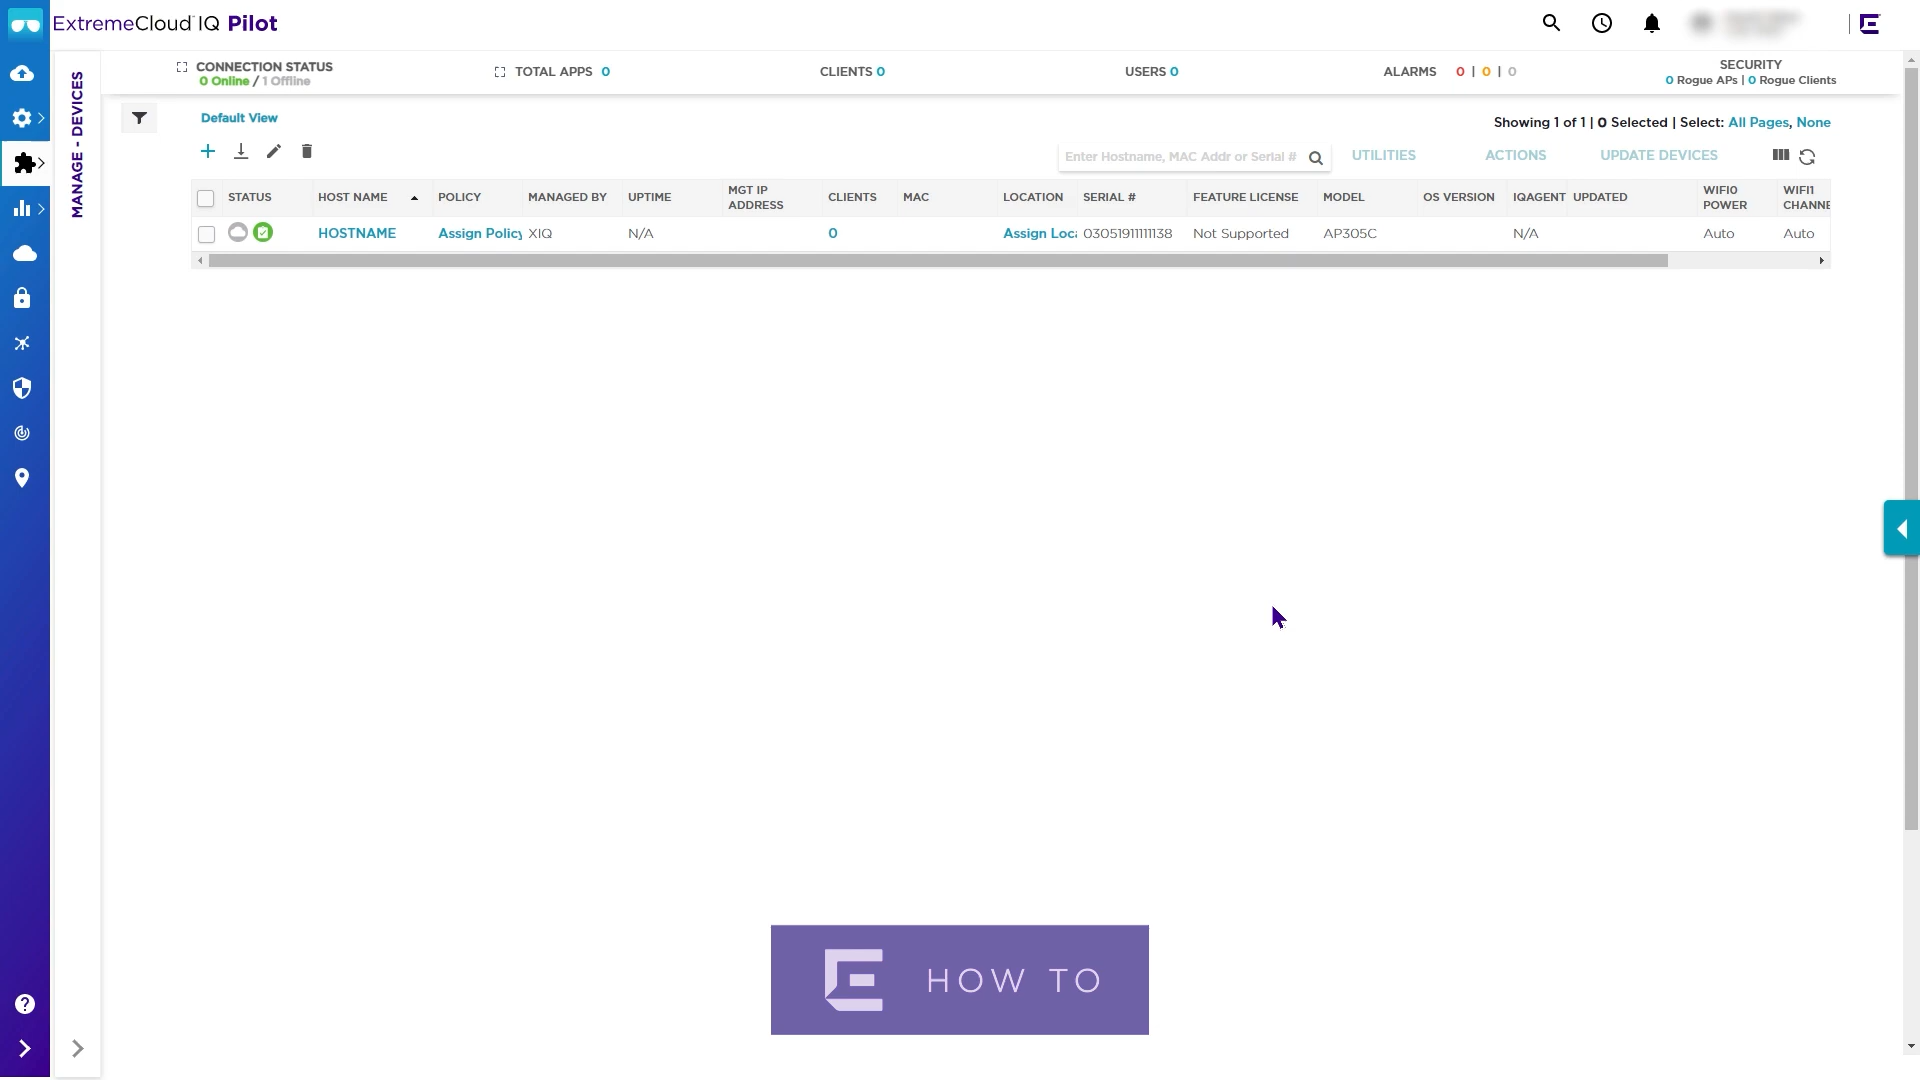 ExtremeCloud IQ Pilot
MANAGE - DEVICES
CONNECTION STATUS
0 Online / 1 Offline
TOTAL APPS 0
CLIENTS 0
USERS 0
ALARMS 0 | 0 | 0
SECURITY
0 Rogue APs | 0 Rogue Clients
Default View
Showing 1 of 1 | 0 Selected | Select: All Pages, None
Enter Hostname, MAC Addr or Serial #
UTILITIES
ACTIONS
UPDATE DEVICES
STATUS HOST NAME POLICY MANAGED BY UPTIME MGT IP ADDRESS CLIENTS MAC LOCATION SERIAL # FEATURE LICENSE MODEL OS VERSION IQAGENT UPDATED WIFI0 POWER WIFI1 CHANNE
HOSTNAME Assign Policy XIQ N/A 0 Assign Loca 03051911111138 Not Supported AP305C N/A Auto Auto
HOW TO